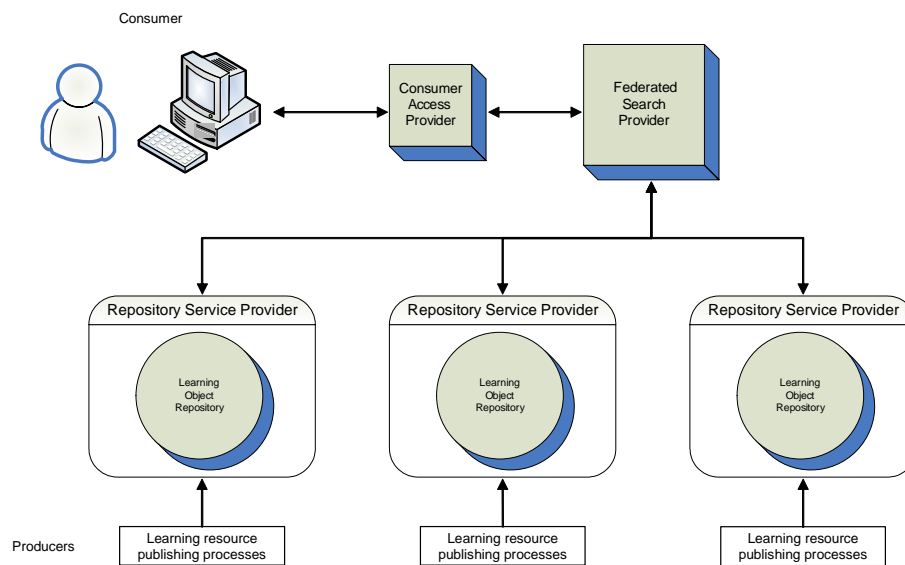 Consumer
Consumer
Access
Provider
Federated
Search
Provider
Repository Service Provider
Learning
Object
Repository
Repository Service Provider
Learning
Object
Repository
Repository Service Provider
Learning
Object
Repository
Producers
Learning resource
publishing processes
Learning resource
publishing processes
Learning resource
publishing processes